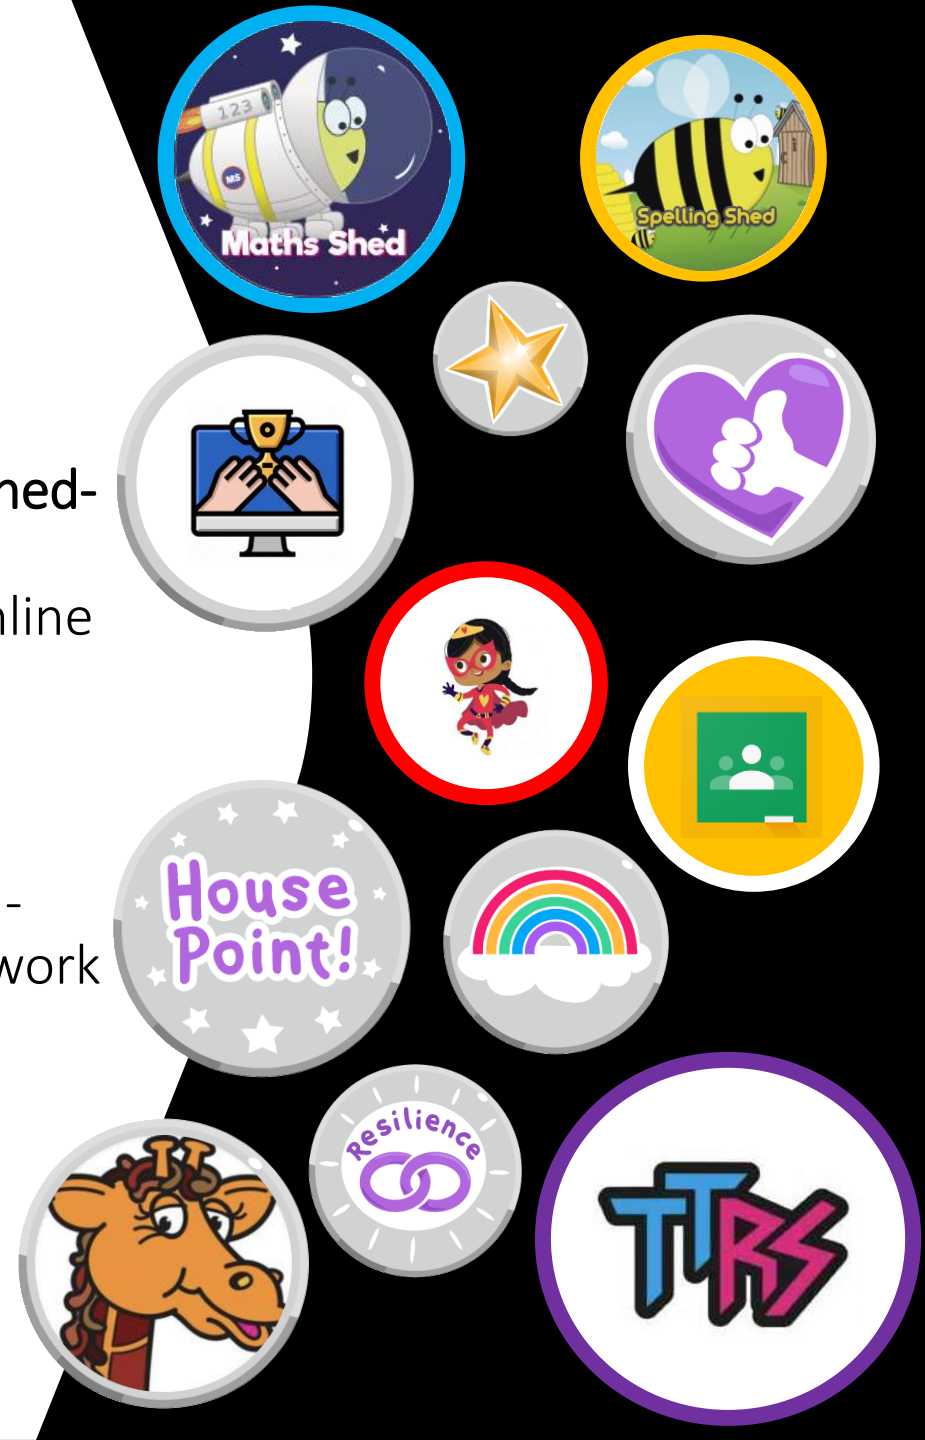 123
MS
Maths Shed
Spelling Shed
hed-
nline
House
Point!
-
work
Resilience
TTRS